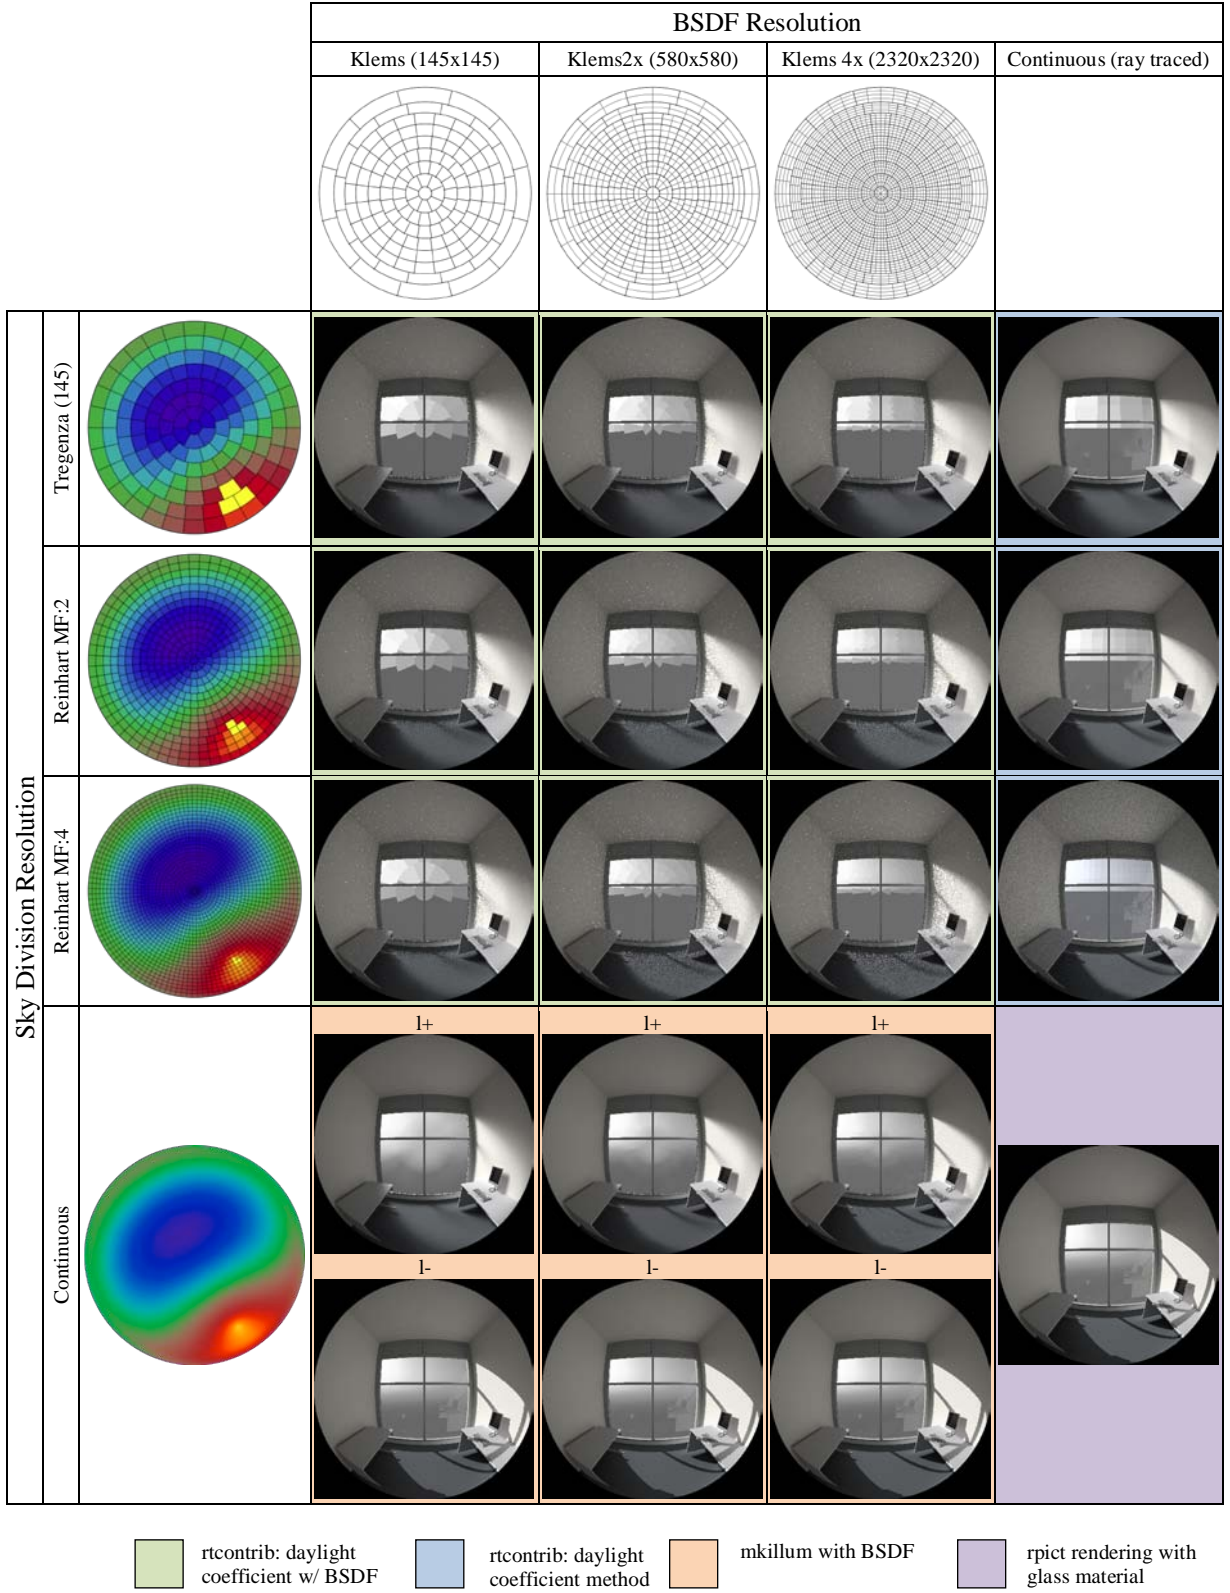 BSDF Resolution
Klems (145x145)
Klems2x (580x580)
Klems 4x (2320x2320)
Continuous (ray traced)
Sky Division Resolution
Tregenza (145)
Reinhart MF:2
Reinhart MF:4
Continuous
l+
l+
l+
l-
l-
l-
rtcontrib: daylight
coefficient w/ BSDF
rtcontrib: daylight
coefficient method
mkillum with BSDF
rpict rendering with
glass material